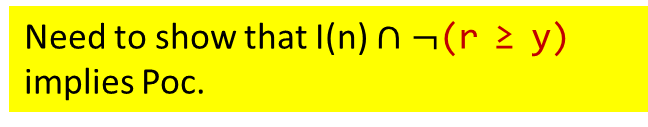 Need to show that I(n) ∩ ¬(r ≥ y)
implies Poc.